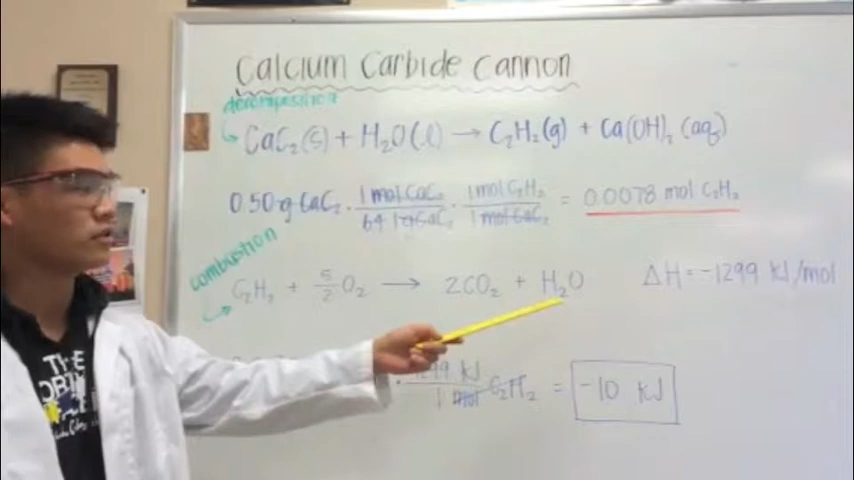 Calcium Carbide Cannon
decomposition
CaC₂(s) + H₂O(l) → C₂H₂(g) + Ca(OH)₂ (aq)
0.50 g CaC₂ · 1 mol CaC₂ / 64.1 g CaC₂ · 1 mol C₂H₂ / 1 mol CaC₂ = 0.0078 mol C₂H₂
combustion
C₂H₂ + 5/2 O₂ → 2CO₂ + H₂O ΔH = -1299 kJ/mol
· -1299 kJ / 1 mol C₂H₂ = -10 kJ